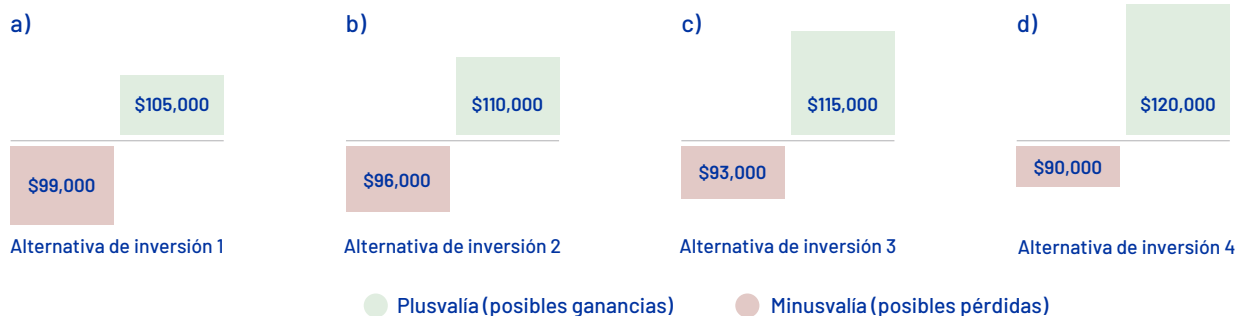 a)
b)
c)
d)
$105,000
$110,000
$115,000
$120,000
$99,000
$96,000
$93,000
$90,000
Alternativa de inversión 1
Alternativa de inversión 2
Alternativa de inversión 3
Alternativa de inversión 4
Plusvalía (posibles ganancias)
Minusvalía (posibles pérdidas)